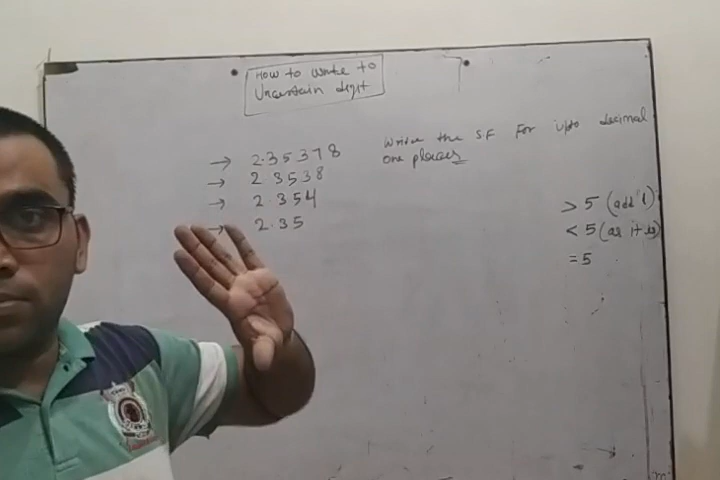 How to write to
Uncertain digit
Write the S.F For upto decimal
one places
→ 2.35378
→ 2.3538
→ 2.354
→ 2.35
> 5 (add 1)
< 5 (as it is)
= 5